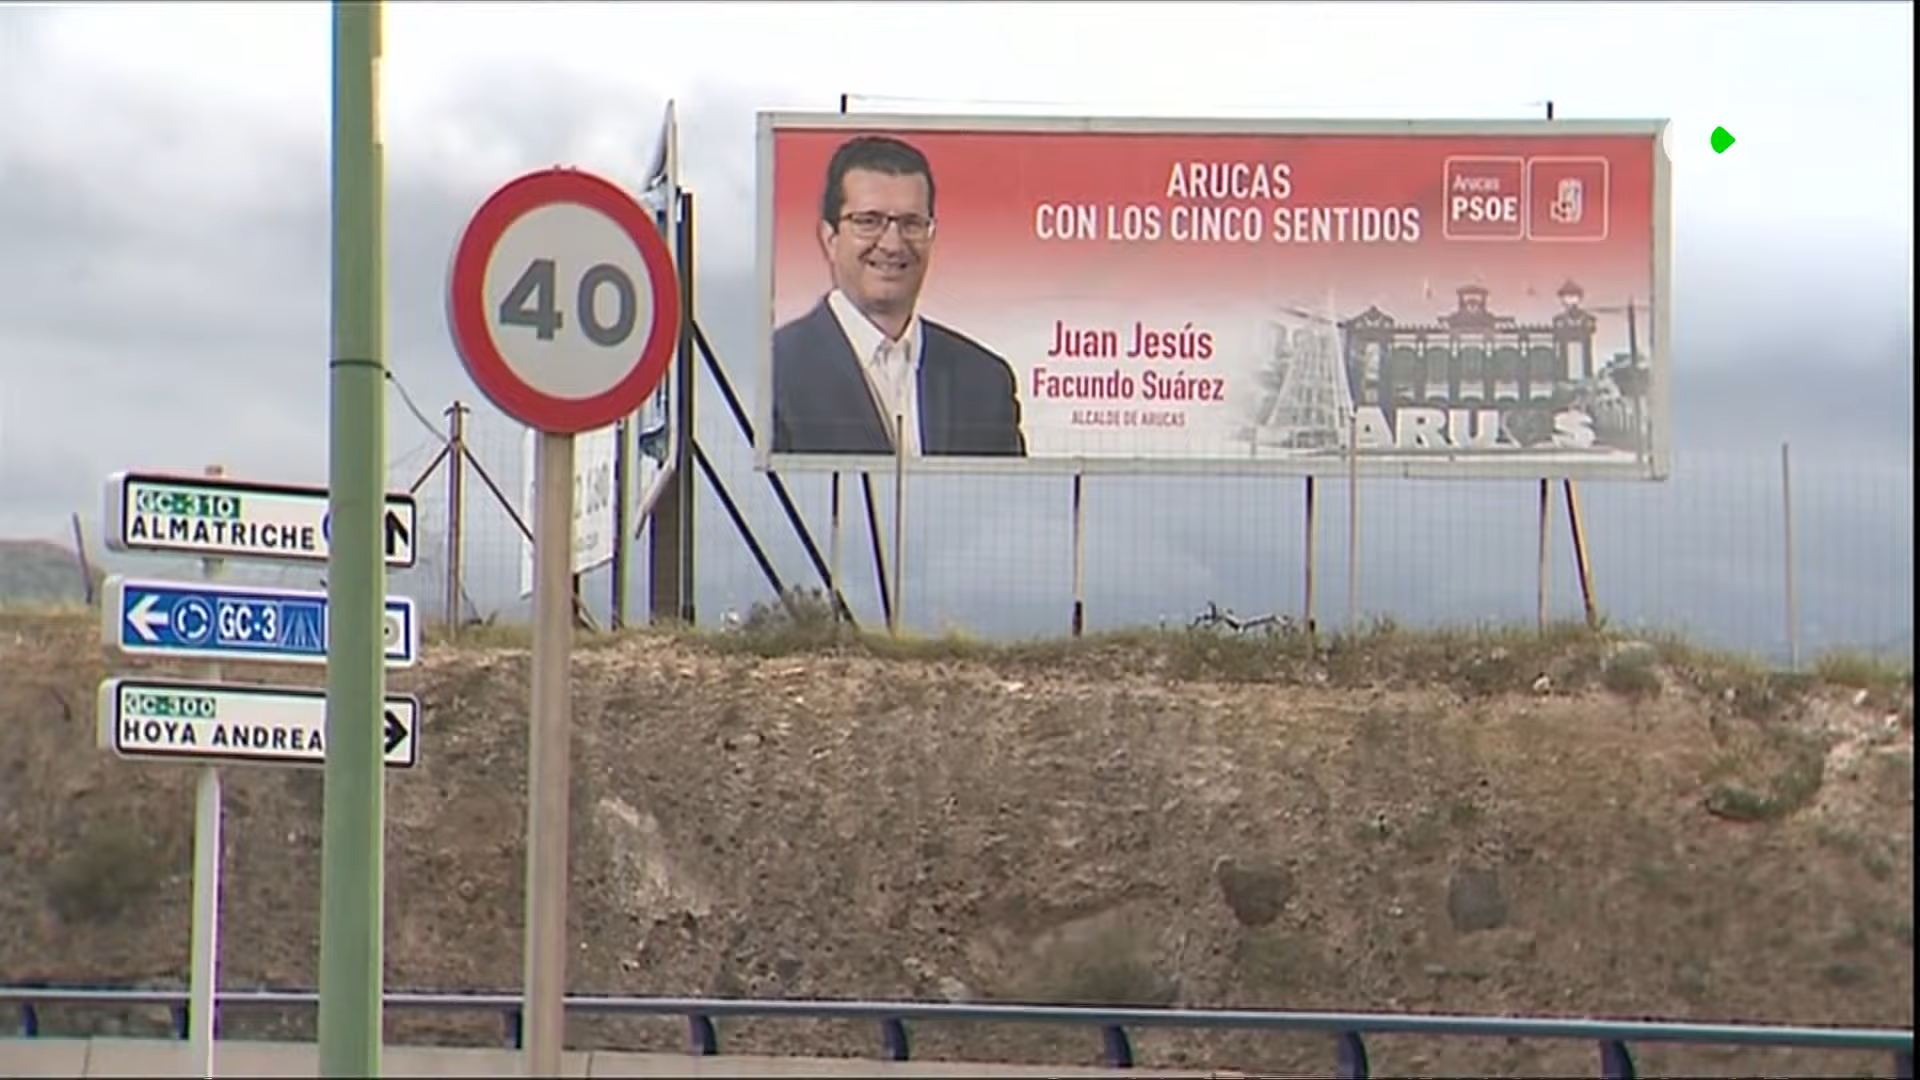 ARUCAS
CON LOS CINCO SENTIDOS
Arucas
PSOE
Juan Jesús
Facundo Suárez
ALCALDE DE ARUCAS
ARU
S
40
GC-310
ALMATRICHE
GC-3
GC-300
HOYA ANDREA